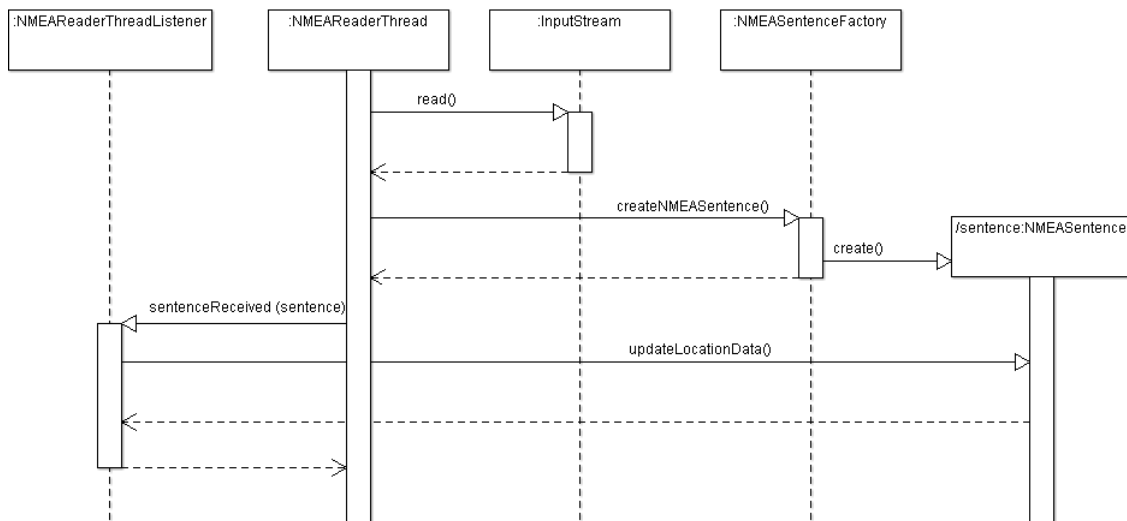 :NMEAReaderThreadListener
:NMEAReaderThread
:InputStream
:NMEASentenceFactory
read()
createNMEASentence()
/sentence:NMEASentence
create()
sentenceReceived (sentence)
updateLocationData()